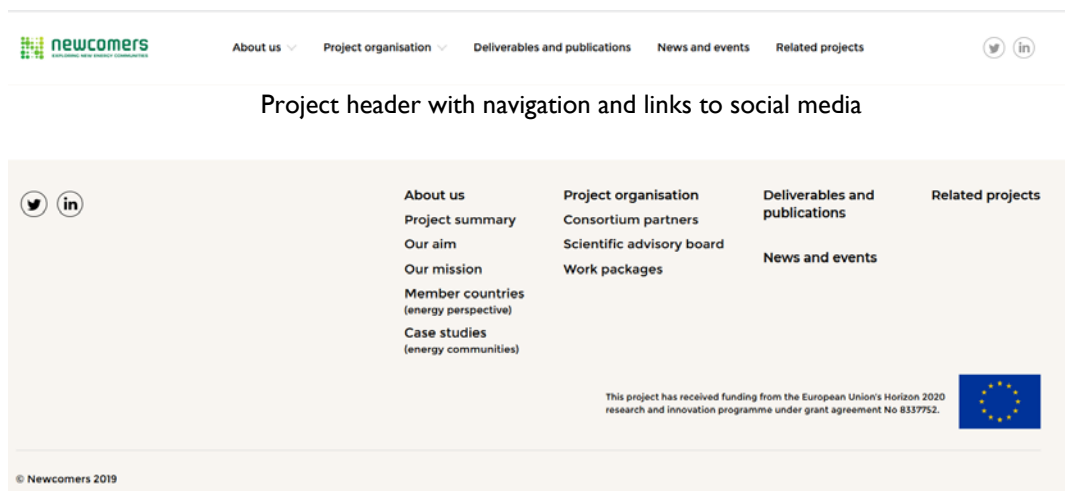 newcomers
EXPLORING NEW ENERGY COMMUNITIES
About us Project organisation Deliverables and publications News and events Related projects in
Project header with navigation and links to social media
in
About us
Project summary
Our aim
Our mission
Member countries
(energy perspective)
Case studies
(energy communities)
Project organisation
Consortium partners
Scientific advisory board
Work packages
Deliverables and
publications
News and events
Related projects
This project has received funding from the European Union's Horizon 2020
research and innovation programme under grant agreement No 8337752.
© Newcomers 2019